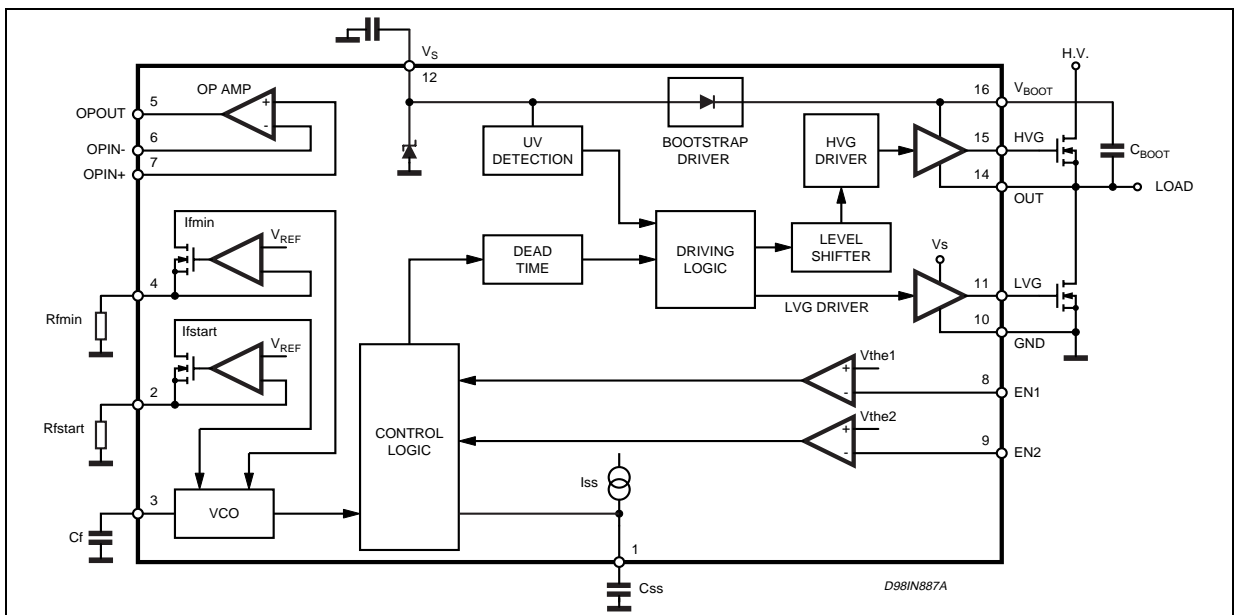 VS
12
H.V.
OP AMP
+
-
5
OPOUT
6
OPIN-
7
OPIN+
UV
DETECTION
BOOTSTRAP
DRIVER
HVG
DRIVER
16
VBOOT
15
HVG
CBOOT
14
OUT
LOAD
Ifmin
VREF
4
Rfmin
DEAD
TIME
DRIVING
LOGIC
LEVEL
SHIFTER
Vs
LVG DRIVER
11
LVG
10
GND
Ifstart
VREF
2
Rfstart
CONTROL
LOGIC
Vthe1
+
-
8
EN1
Vthe2
+
-
9
EN2
Iss
3
VCO
Cf
1
Css
D98IN887A